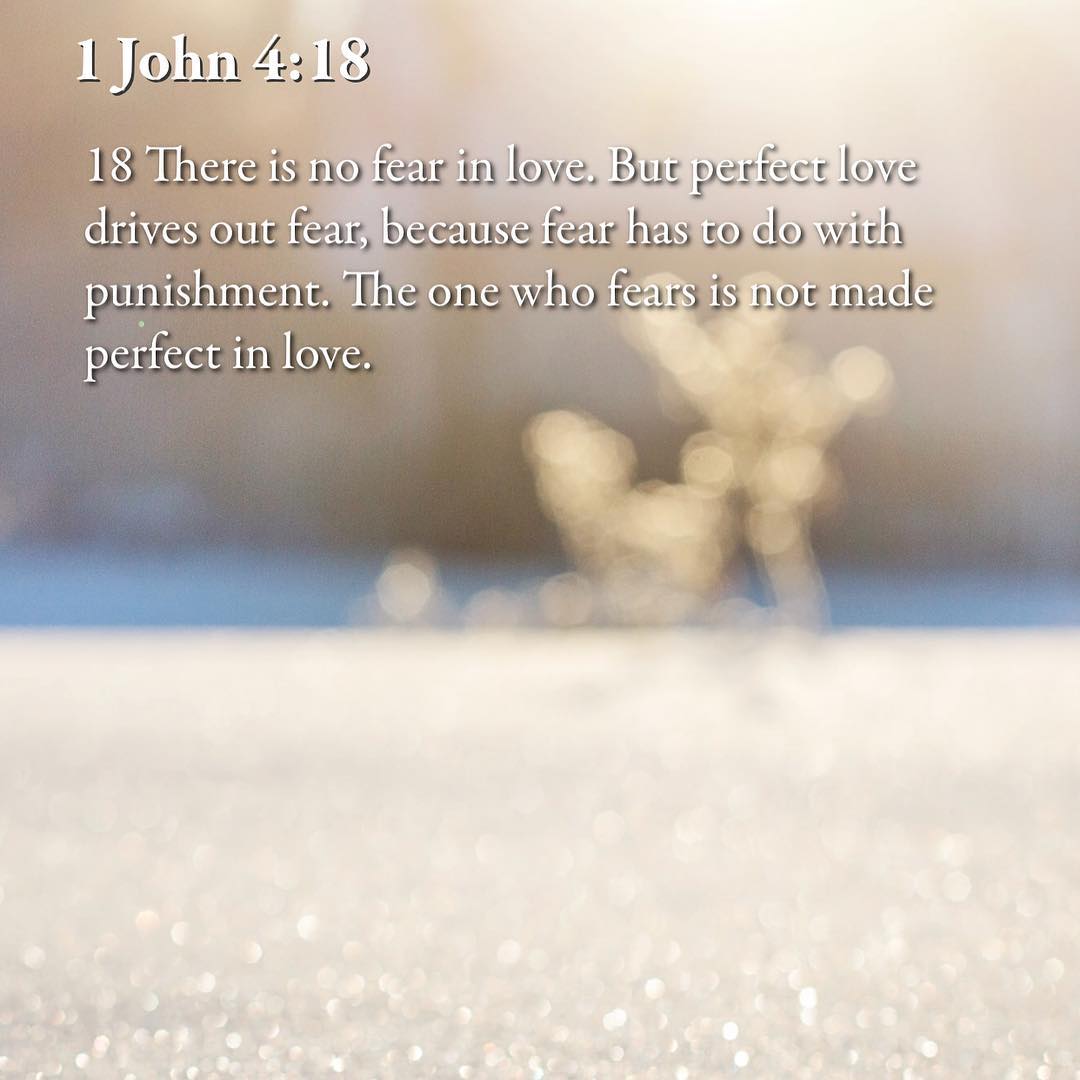 1 John 4:18
18 There is no fear in love. But perfect love
drives out fear, because fear has to do with
punishment. The one who fears is not made
perfect in love.